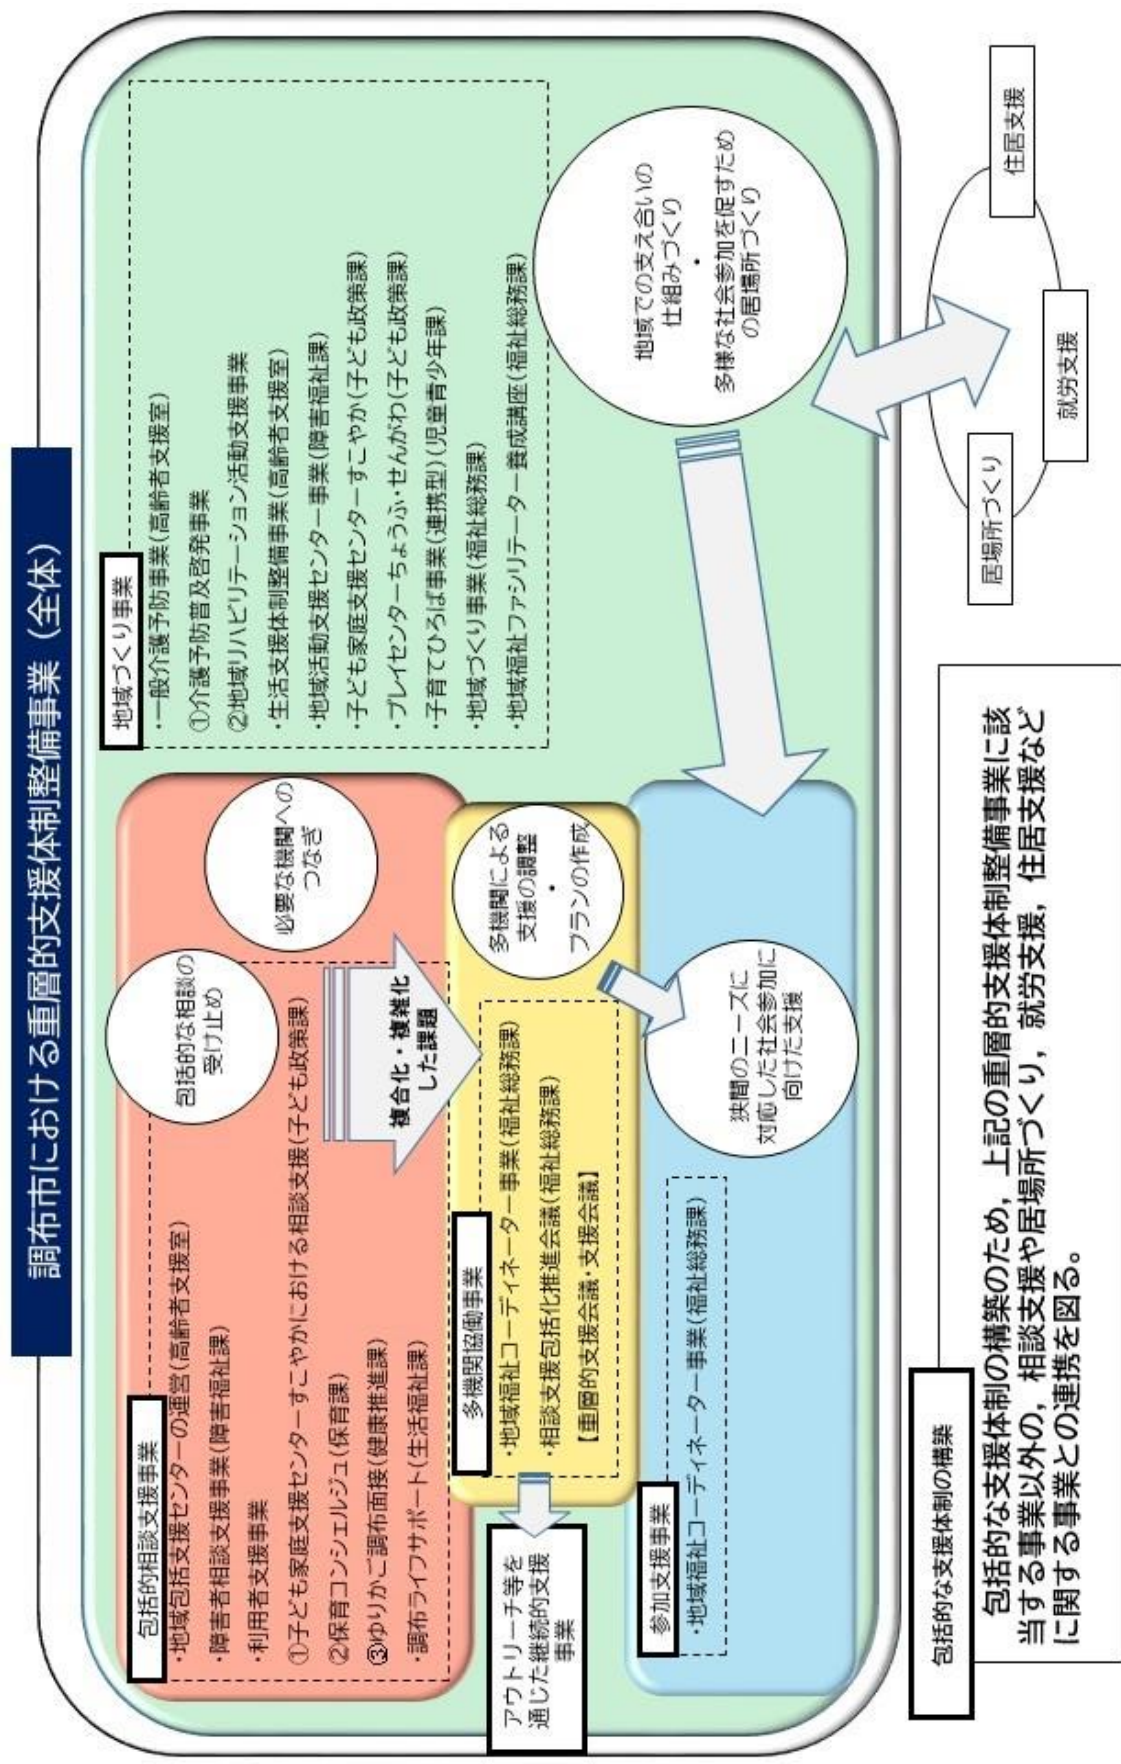 調布市における重層的支援体制整備事業（全体）
包括的相談支援事業
・地域包括支援センターの運営(高齢者支援室)
・障害者相談支援事業(障害福祉課)
・利用者支援事業
①子ども家庭支援センターすこやかにおける相談支援(子ども政策課)
②保育コンシェルジュ(保育課)
③ゆりかご調布面接(健康推進課)
・調布ライフサポート(生活福祉課)
包括的な相談の
受け止め
必要な機関への
つなぎ
複合化・複雑化
した課題
多機関協働事業
・地域福祉コーディネーター事業(福祉総務課)
・相談支援包括化推進会議(福祉総務課)
【重層的支援会議・支援会議】
多機関による
支援の調整
・
プランの作成
アウトリーチ等を
通じた継続的支援
事業
参加支援事業
・地域福祉コーディネーター事業(福祉総務課)
狭間のニーズに
対応した社会参加に
向けた支援
地域づくり事業
・一般介護予防事業(高齢者支援室)
①介護予防普及啓発事業
②地域リハビリテーション活動支援事業
・生活支援体制整備事業(高齢者支援室)
・地域活動支援センター事業(障害福祉課)
・子ども家庭支援センターすこやか(子ども政策課)
・プレイセンターちょうふ・せんがわ(子ども政策課)
・子育てひろば事業(連携型)(児童青少年課)
・地域づくり事業(福祉総務課)
・地域福祉ファシリテーター養成講座(福祉総務課)
地域での支え合いの
仕組みづくり
・
多様な社会参加を促すため
の居場所づくり
居場所づくり
就労支援
住居支援
包括的な支援体制の構築
包括的な支援体制の構築のため，上記の重層的支援体制整備事業に該
当する事業以外の，相談支援や居場所づくり，就労支援，住居支援など
に関する事業との連携を図る。